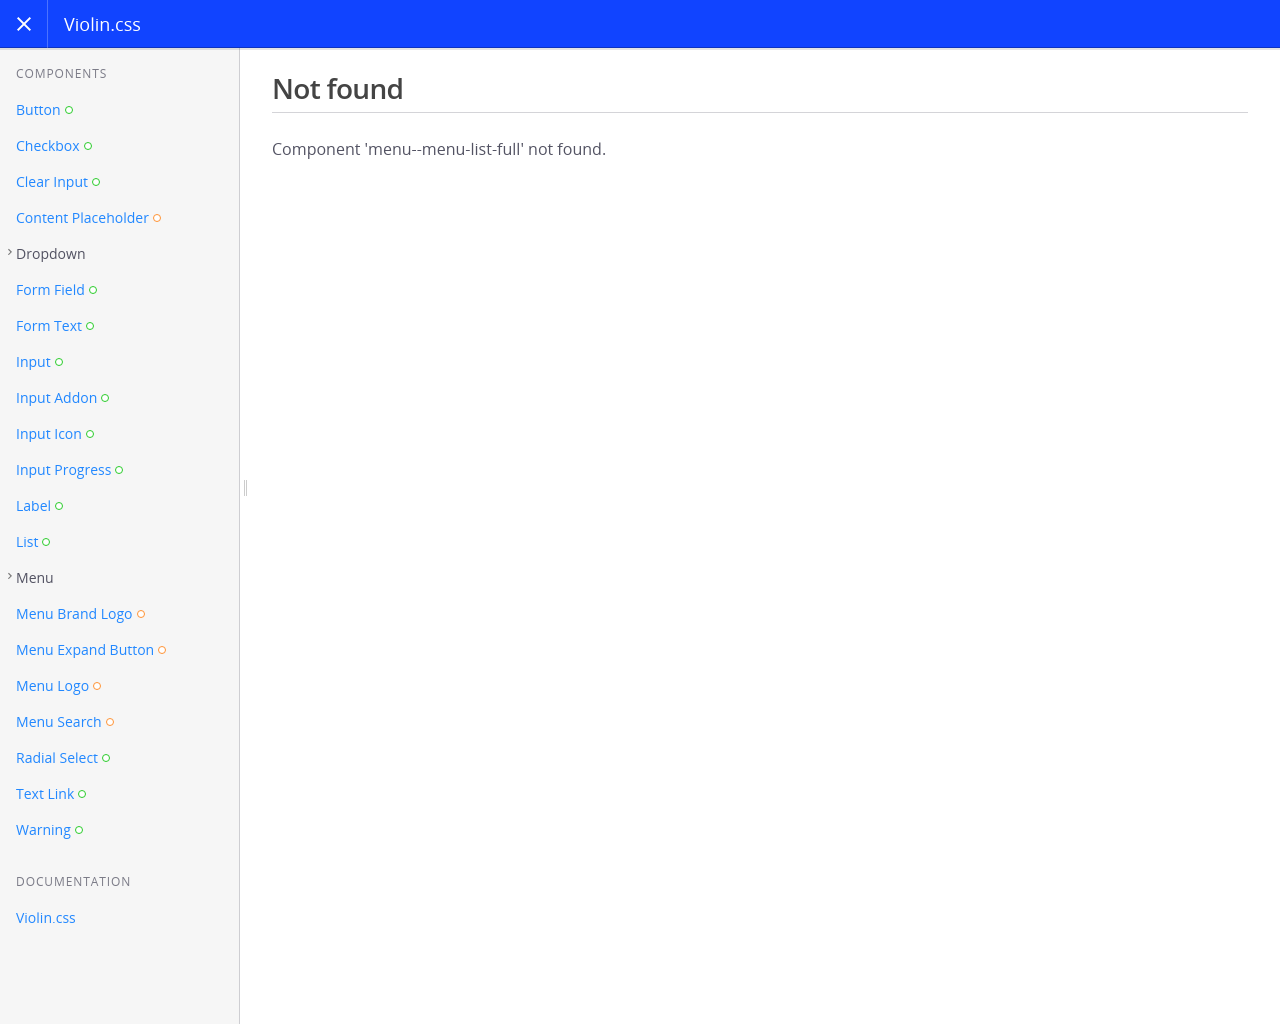 Violin.css
COMPONENTS
Button
Checkbox
Clear Input
Content Placeholder
Dropdown
Form Field
Form Text
Input
Input Addon
Input Icon
Input Progress
Label
List
Menu
Menu Brand Logo
Menu Expand Button
Menu Logo
Menu Search
Radial Select
Text Link
Warning
DOCUMENTATION
Violin.css
Not found
Component 'menu--menu-list-full' not found.